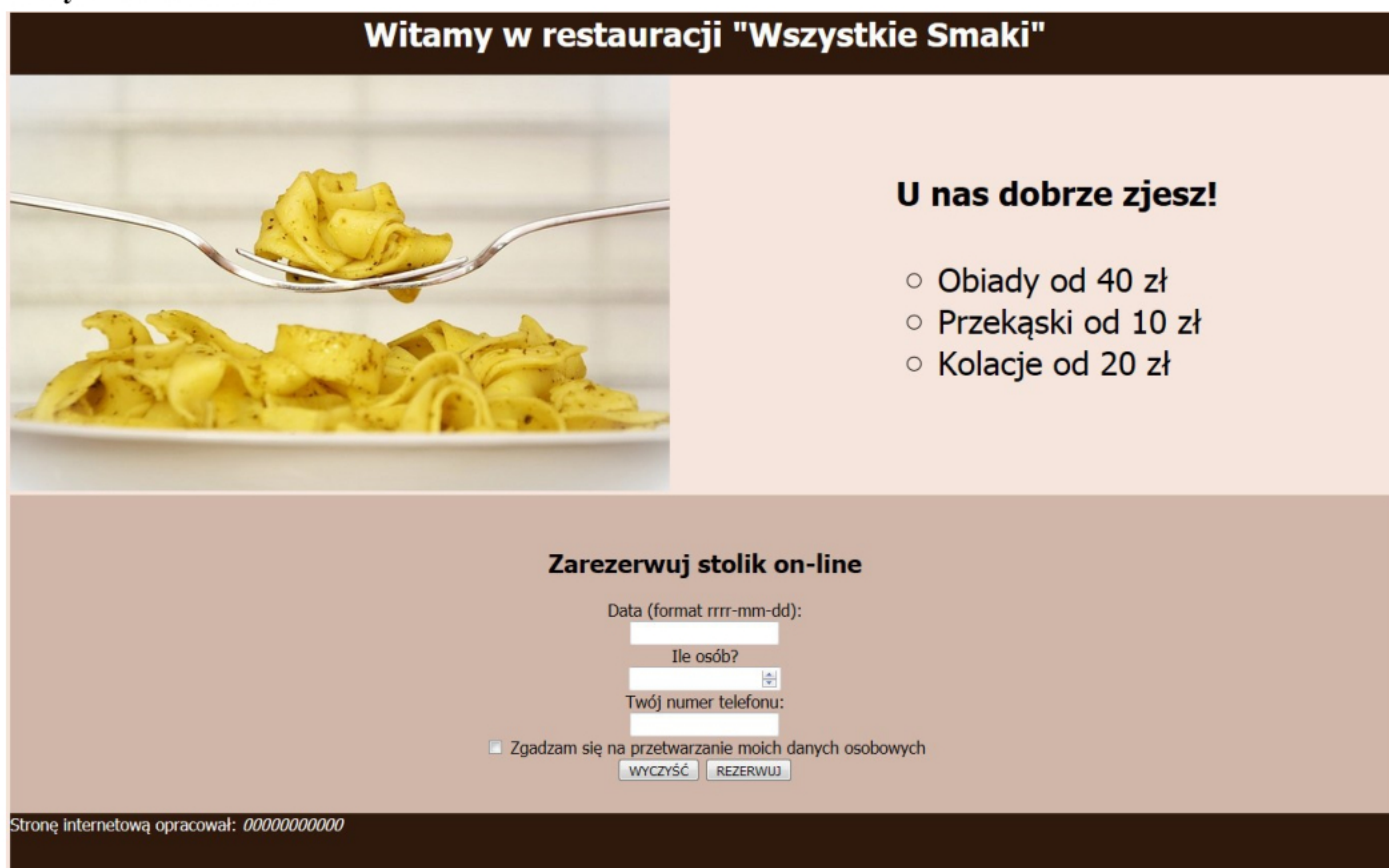 Witamy w restauracji "Wszystkie Smaki"
U nas dobrze zjesz!
Obiady od 40 zł
Przekąski od 10 zł
Kolacje od 20 zł
Zarezerwuj stolik on-line
Data (format rrrr-mm-dd):
Ile osób?
Twój numer telefonu:
Zgadzam się na przetwarzanie moich danych osobowych
WYCZYŚĆ REZERWUJ
Stronę internetową opracował: 00000000000